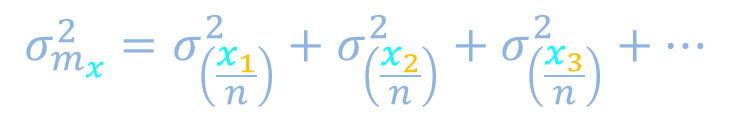 σ²_{m_x} = σ²_{(x₁/n)} + σ²_{(x₂/n)} + σ²_{(x₃/n)} + ⋯